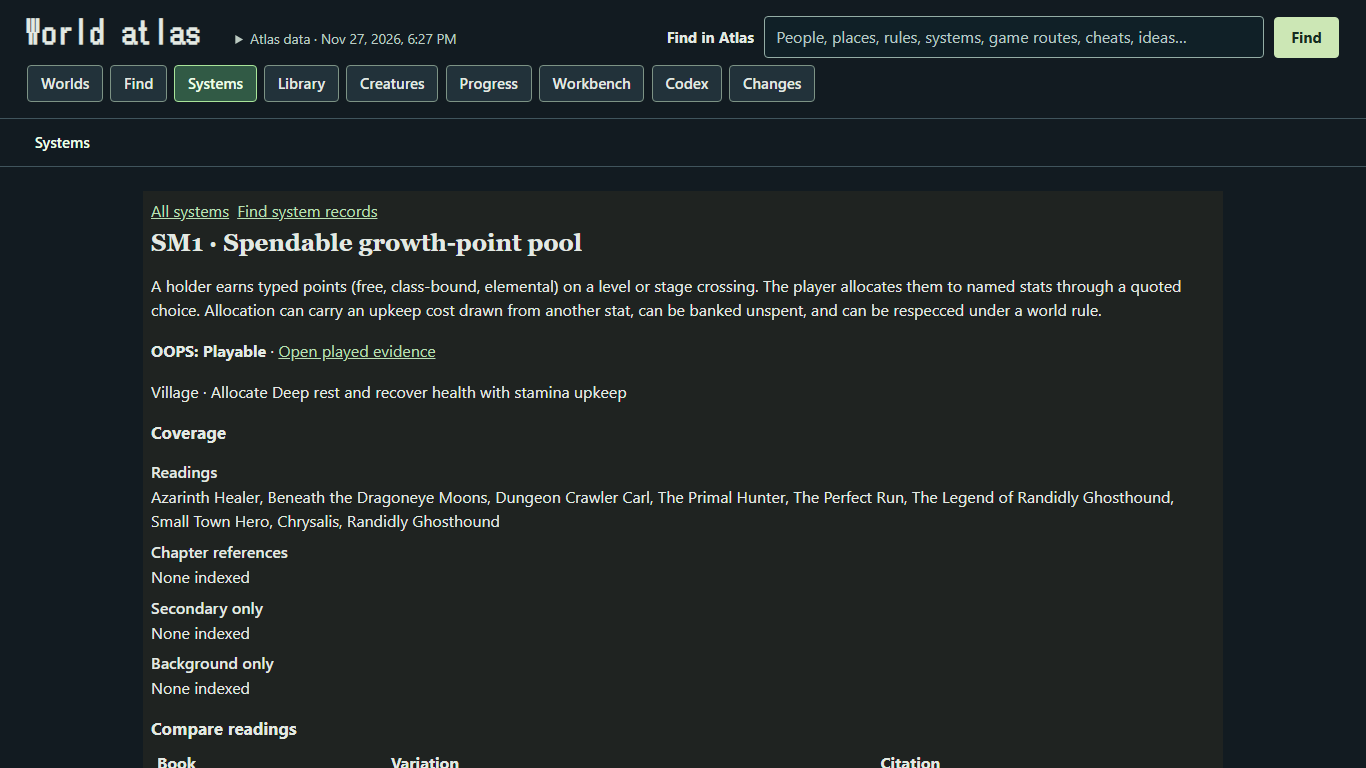 World atlas
▶ Atlas data · Nov 27, 2026, 6:27 PM
Find in Atlas
People, places, rules, systems, game routes, cheats, ideas...
Find
Worlds
Find
Systems
Library
Creatures
Progress
Workbench
Codex
Changes
Systems
All systems Find system records
SM1 · Spendable growth-point pool
A holder earns typed points (free, class-bound, elemental) on a level or stage crossing. The player allocates them to named stats through a quoted
choice. Allocation can carry an upkeep cost drawn from another stat, can be banked unspent, and can be respecced under a world rule.
OOPS: Playable · Open played evidence
Village · Allocate Deep rest and recover health with stamina upkeep
Coverage
Readings
Azarinth Healer, Beneath the Dragoneye Moons, Dungeon Crawler Carl, The Primal Hunter, The Perfect Run, The Legend of Randidly Ghosthound,
Small Town Hero, Chrysalis, Randidly Ghosthound
Chapter references
None indexed
Secondary only
None indexed
Background only
None indexed
Compare readings
Book Variation Citation